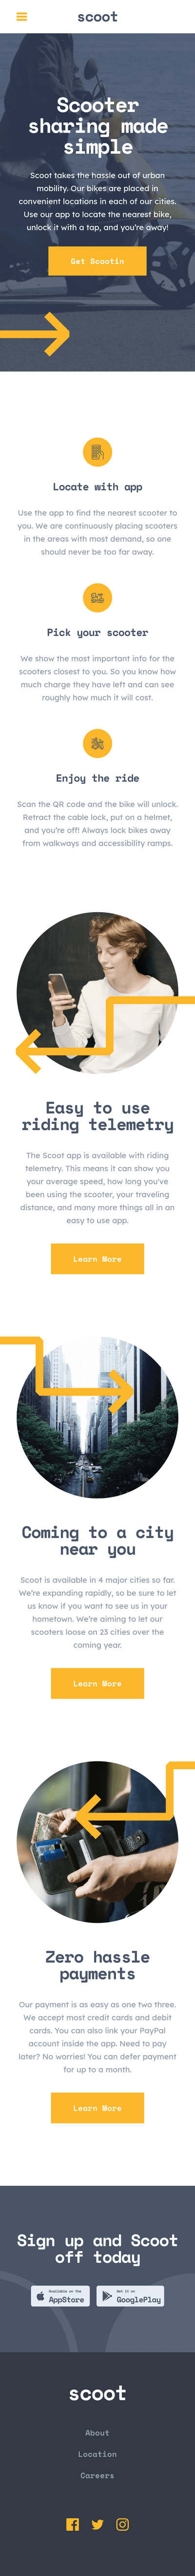 scoot
Scooter
sharing made
simple
Scoot takes the hassle out of urban
mobility. Our bikes are placed in
convenient locations in each of our cities.
Use our app to locate the nearest bike,
unlock it with a tap, and you're away!
Get Scootin
Locate with app
Use the app to find the nearest scooter to
you. We are continuously placing scooters
in the areas with most demand, so one
should never be too far away.
Pick your scooter
We show the most important info for the
scooters closest to you. So you know how
much charge they have left and can see
roughly how much it will cost.
Enjoy the ride
Scan the QR code and the bike will unlock.
Retract the cable lock, put on a helmet,
and you're off! Always lock bikes away
from walkways and accessibility ramps.
Easy to use
riding telemetry
The Scoot app is available with riding
telemetry. This means it can show you
your average speed, how long you've
been using the scooter, your traveling
distance, and many more things all in an
easy to use app.
Learn More
Coming to a city
near you
Scoot is available in 4 major cities so far.
We're expanding rapidly, so be sure to let
us know if you want to see us in your
hometown. We're aiming to let our
scooters loose on 23 cities over the
coming year.
Learn More
Zero hassle
payments
Our payment is as easy as one two three.
We accept most credit cards and debit
cards. You can also link your PayPal
account inside the app. Need to pay
later? No worries! You can defer payment
for up to a month.
Learn More
Sign up and Scoot
off today
Available on the
AppStore
Get it on
GooglePlay
scoot
About
Location
Careers